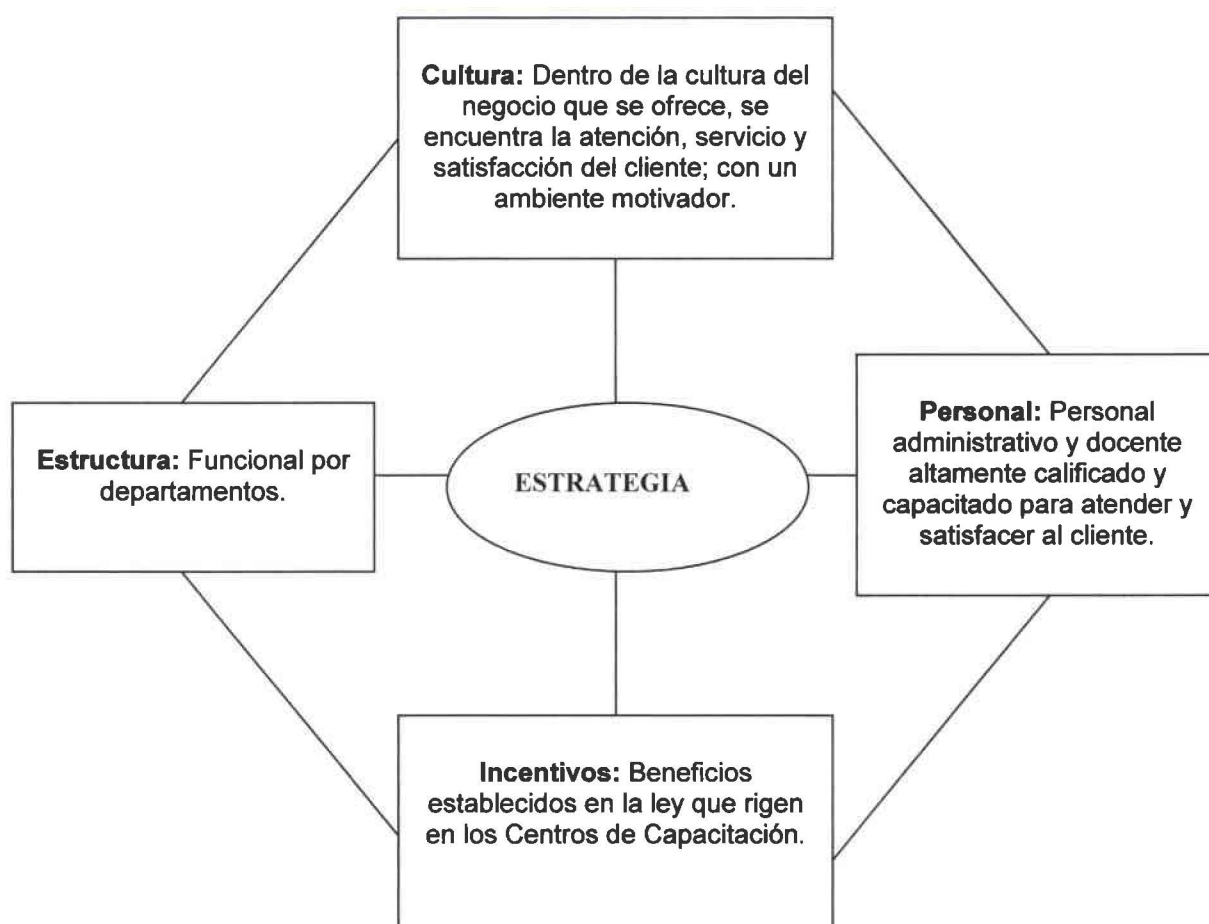 Cultura: Dentro de la cultura del
negocio que se ofrece, se
encuentra la atención, servicio y
satisfacción del cliente; con un
ambiente motivador.
Estructura: Funcional por
departamentos.
ESTRATEGIA
Personal: Personal
administrativo y docente
altamente calificado y
capacitado para atender y
satisfacer al cliente.
Incentivos: Beneficios
establecidos en la ley que rigen
en los Centros de Capacitación.